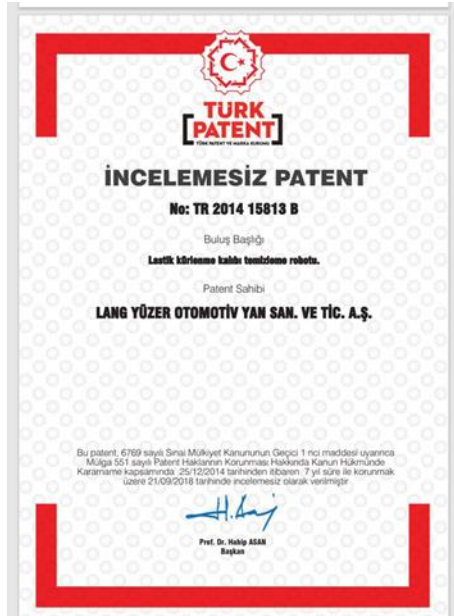 TÜRK
PATENT
TÜRK PATENT VE MARKA KURUMU
İNCELEMESİZ PATENT
No: TR 2014 15813 B
Buluş Başlığı
Lastik kürlenme kalıbı temizleme robotu.
Patent Sahibi
LANG YÜZER OTOMOTİV YAN SAN. VE TİC. A.Ş.
Bu patent, 6769 sayılı Sınai Mülkiyet Kanununun Geçici 1 nci maddesi uyarınca
Mülga 551 sayılı Patent Haklarının Korunması Hakkında Kanun Hükmünde
Kararname kapsamında 25/12/2014 tarihinden itibaren 7 yıl süre ile korunmak
üzere 21/09/2018 tarihinde incelemesiz olarak verilmiştir
Prof. Dr. Habip ASAN
Başkan